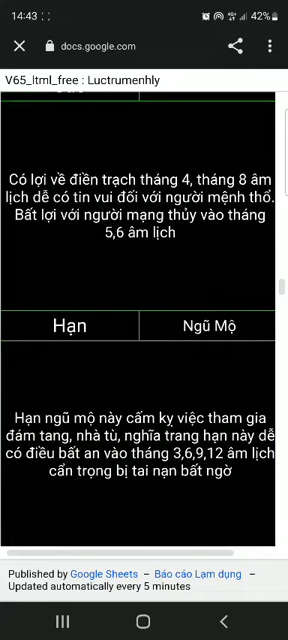 14:43
42%
docs.google.com
V65_ltml_free : Luctrumenhly
Có lợi về điền trạch tháng 4, tháng 8 âm
lịch dễ có tin vui đối với người mệnh thổ.
Bất lợi với người mạng thủy vào tháng
5,6 âm lịch
Hạn
Ngũ Mộ
Hạn ngũ mộ này cấm kỵ việc tham gia
đám tang, nhà tù, nghĩa trang hạn này dễ
có điều bất an vào tháng 3,6,9,12 âm lịch
cẩn trọng bị tai nạn bất ngờ
Published by Google Sheets – Báo cáo Lạm dụng –
Updated automatically every 5 minutes